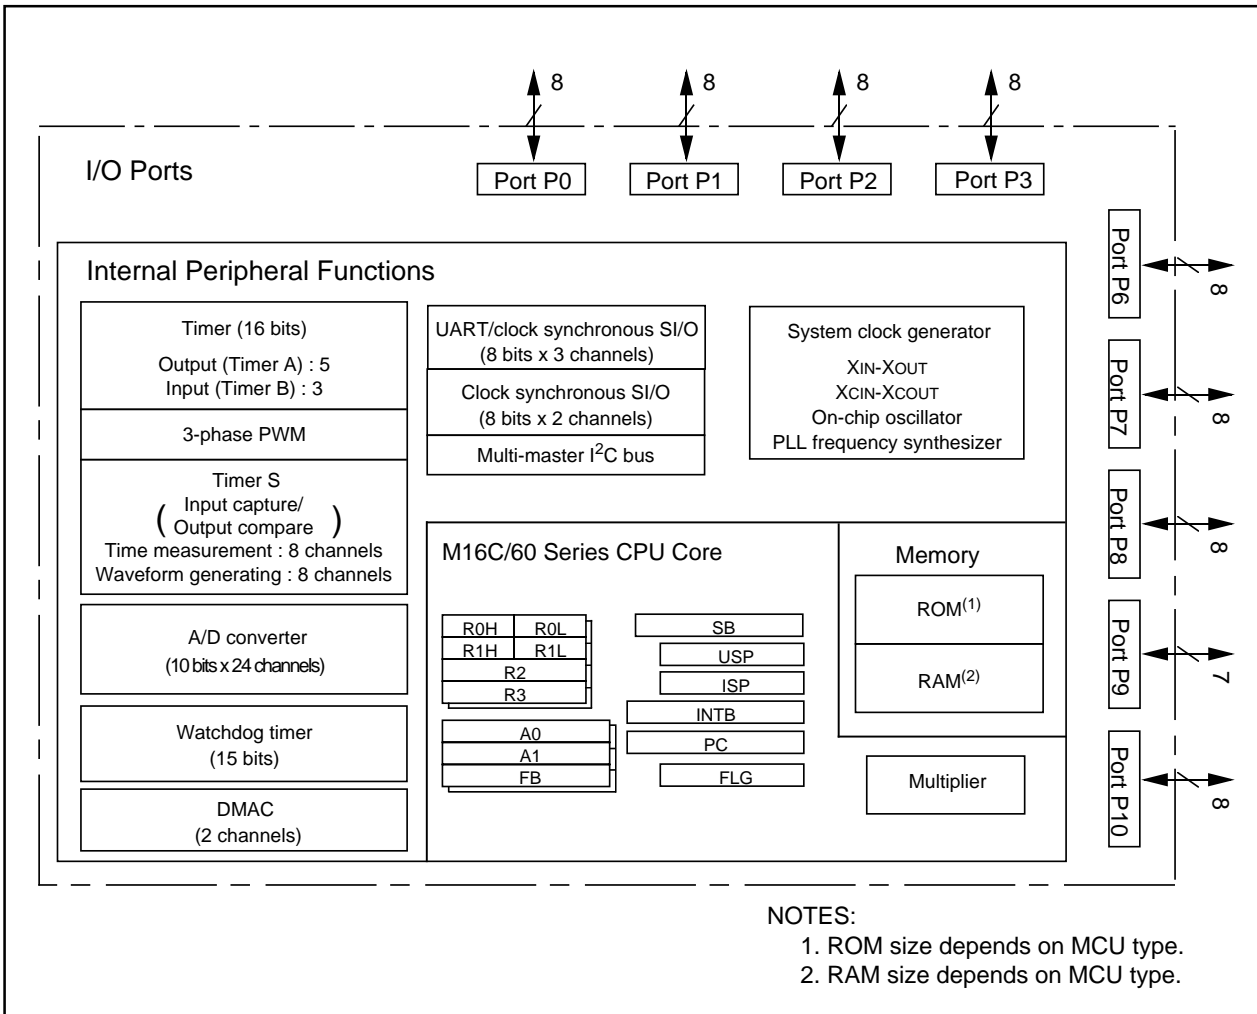 8
8
8
8
I/O Ports
Port P0
Port P1
Port P2
Port P3
Port P6
8
Port P7
8
Port P8
8
Port P9
7
Port P10
8
Internal Peripheral Functions
Timer (16 bits)
Output (Timer A) : 5
Input (Timer B) : 3
3-phase PWM
Timer S
( Input capture/
Output compare )
Time measurement : 8 channels
Waveform generating : 8 channels
A/D converter
(10 bits x 24 channels)
Watchdog timer
(15 bits)
DMAC
(2 channels)
UART/clock synchronous SI/O
(8 bits x 3 channels)
Clock synchronous SI/O
(8 bits x 2 channels)
Multi-master I²C bus
System clock generator
XIN-XOUT
XCIN-XCOUT
On-chip oscillator
PLL frequency synthesizer
M16C/60 Series CPU Core
R0H R0L
R1H R1L
R2
R3
A0
A1
FB
SB
USP
ISP
INTB
PC
FLG
Memory
ROM(1)
RAM(2)
Multiplier
NOTES:
1. ROM size depends on MCU type.
2. RAM size depends on MCU type.